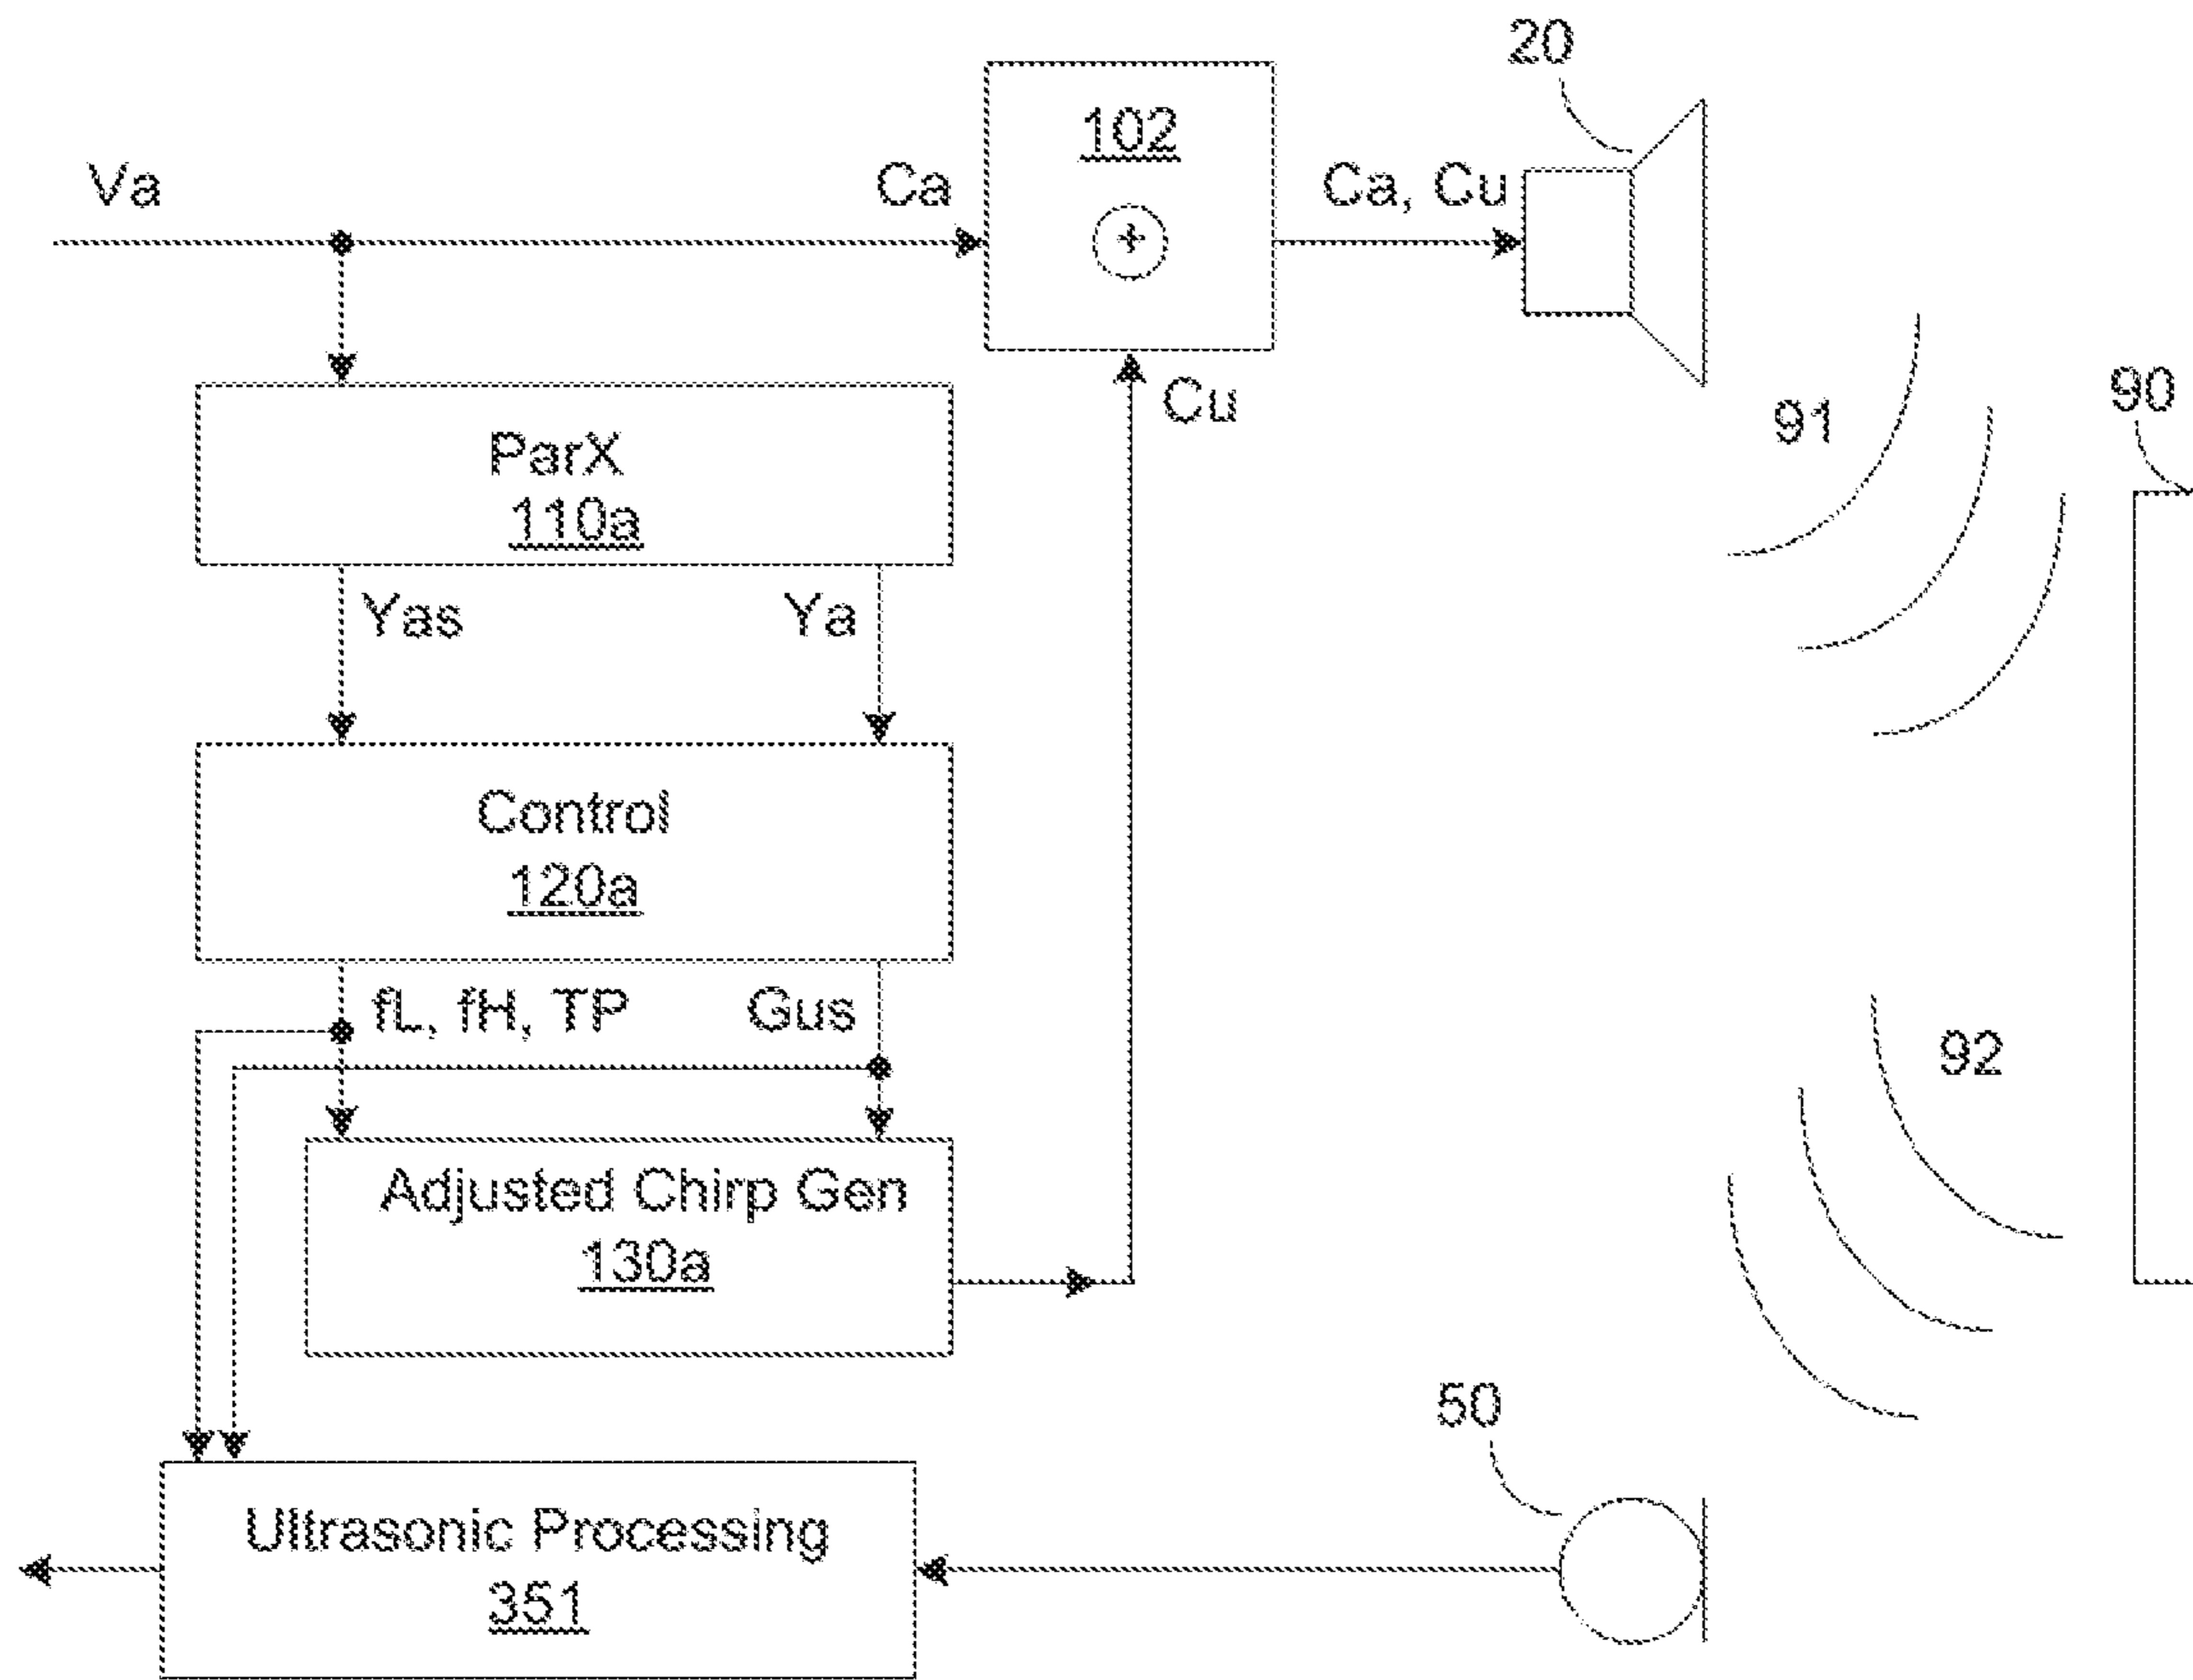 20
102
Va
Ca
Ca, Cu
Cu
91
90
ParX
110a
Yas
Ya
Control
120a
fL, fH, TP
Gus
92
Adjusted Chirp Gen
130a
50
Ultrasonic Processing
351